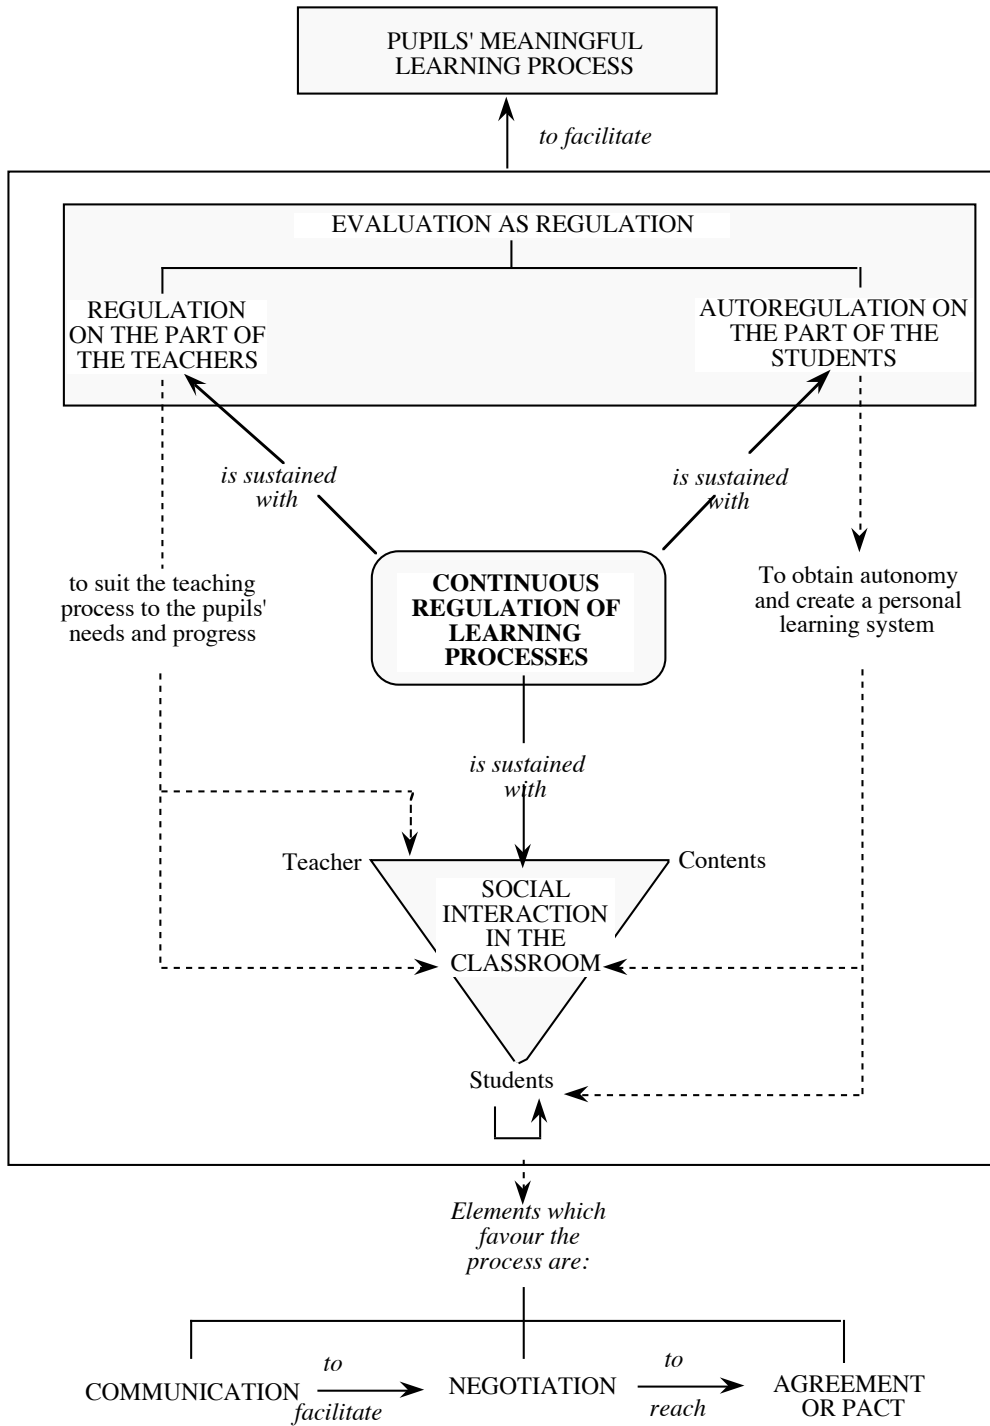 PUPILS' MEANINGFUL
LEARNING PROCESS
to facilitate
EVALUATION AS REGULATION
REGULATION
ON THE PART OF
THE TEACHERS
AUTOREGULATION ON
THE PART OF THE
STUDENTS
is sustained
with
is sustained
with
to suit the teaching
process to the pupils'
needs and progress
CONTINUOUS
REGULATION OF
LEARNING
PROCESSES
To obtain autonomy
and create a personal
learning system
is sustained
with
Teacher
Contents
SOCIAL
INTERACTION
IN THE
CLASSROOM
Students
Elements which
favour the
process are:
COMMUNICATION
to
facilitate
NEGOTIATION
to
reach
AGREEMENT
OR PACT